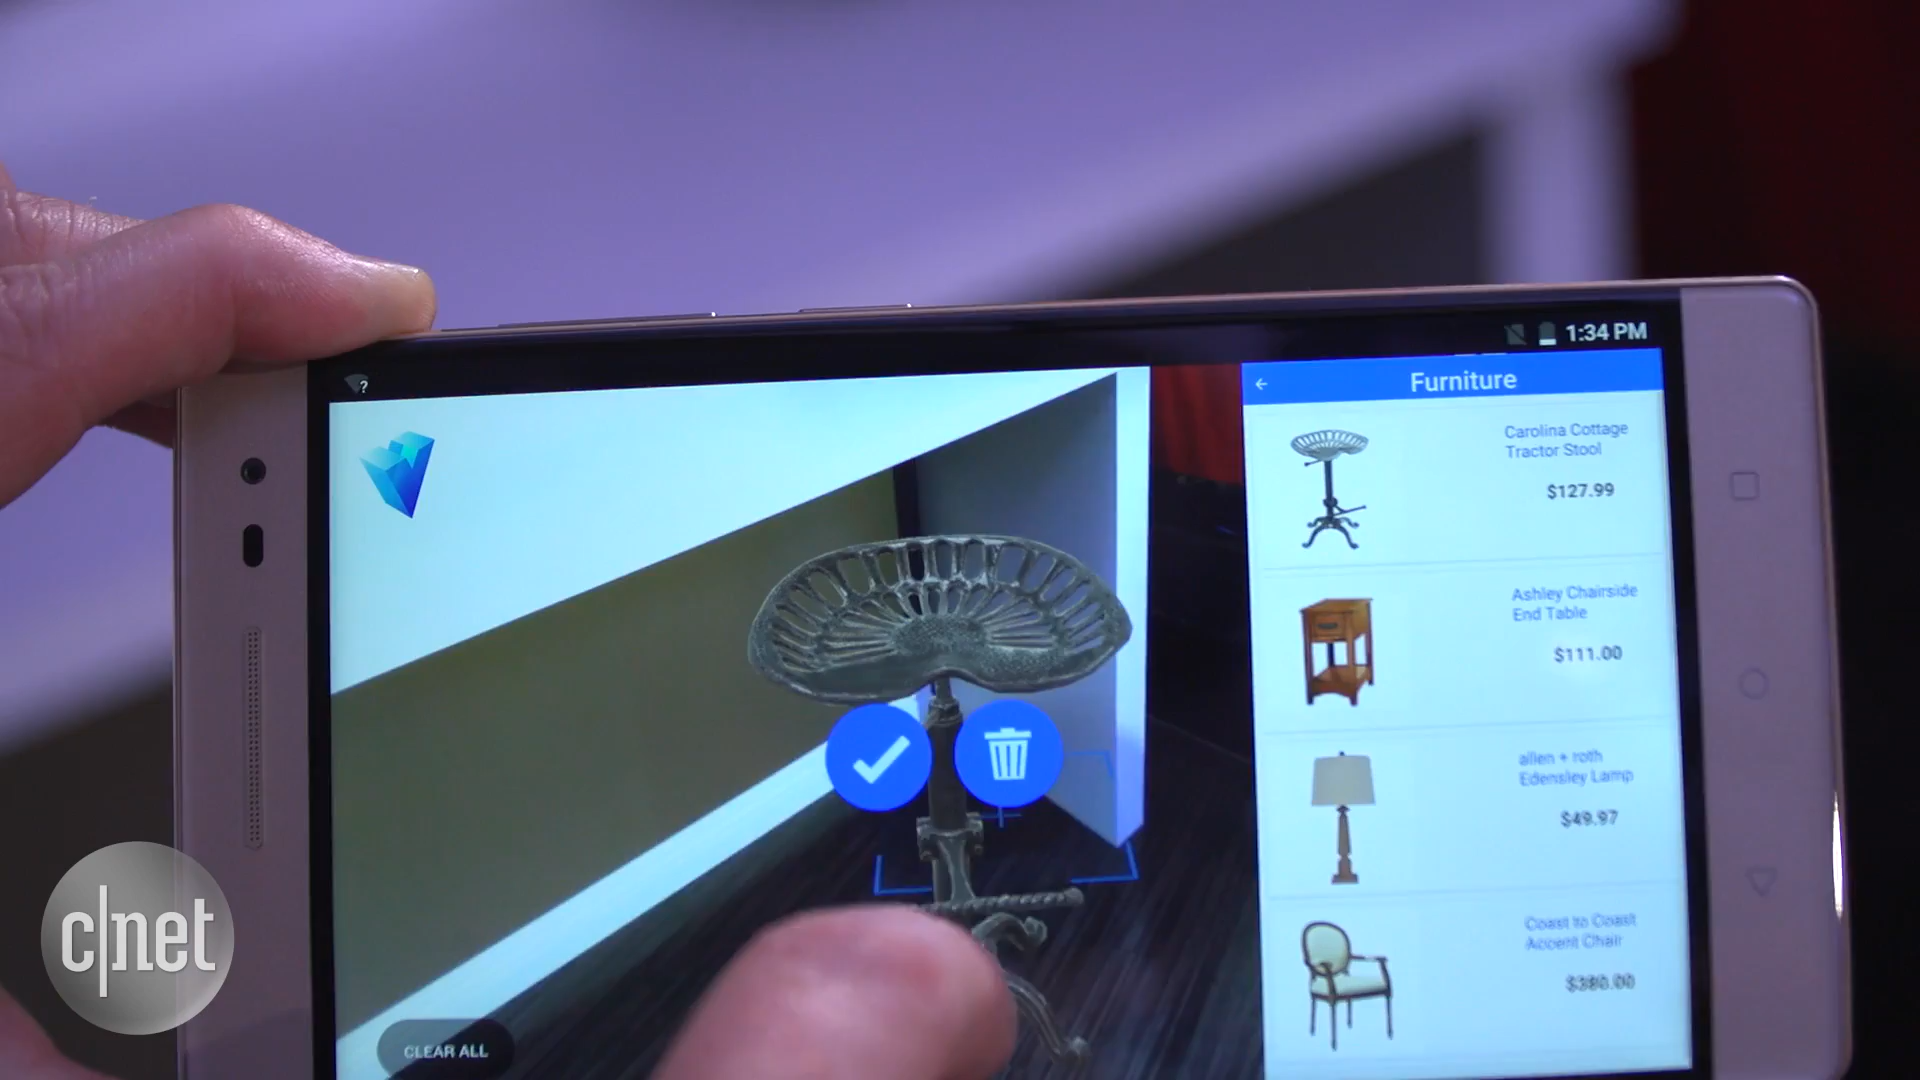 ?
1:34 PM
Furniture
Carolina Cottage
Tractor Stool
$127.99
Ashley Chairside
End Table
$111.00
allen + roth
Edensley Lamp
$49.97
Coast to Coast
Accent Chair
$380.00
CLEAR ALL
c|net